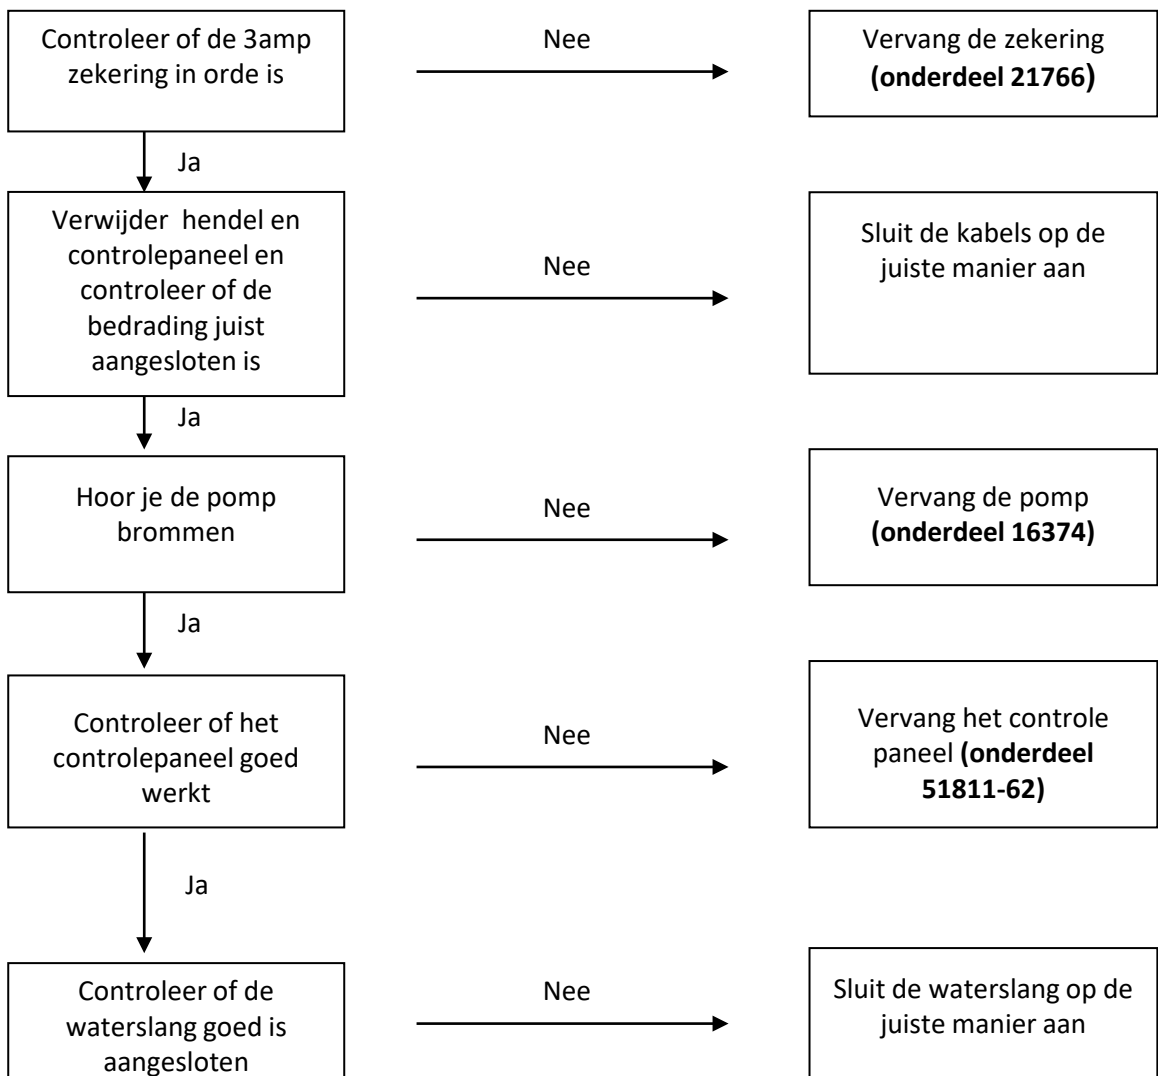 Controleer of de 3amp
zekering in orde is
Nee
Vervang de zekering
(onderdeel 21766)
Ja
Verwijder  hendel en
controlepaneel en
controleer of de
bedrading juist
aangesloten is
Nee
Sluit de kabels op de
juiste manier aan
Ja
Hoor je de pomp
brommen
Nee
Vervang de pomp
(onderdeel 16374)
Ja
Controleer of het
controlepaneel goed
werkt
Nee
Vervang het controle
paneel (onderdeel
51811-62)
Ja
Controleer of de
waterslang goed is
aangesloten
Nee
Sluit de waterslang op de
juiste manier aan